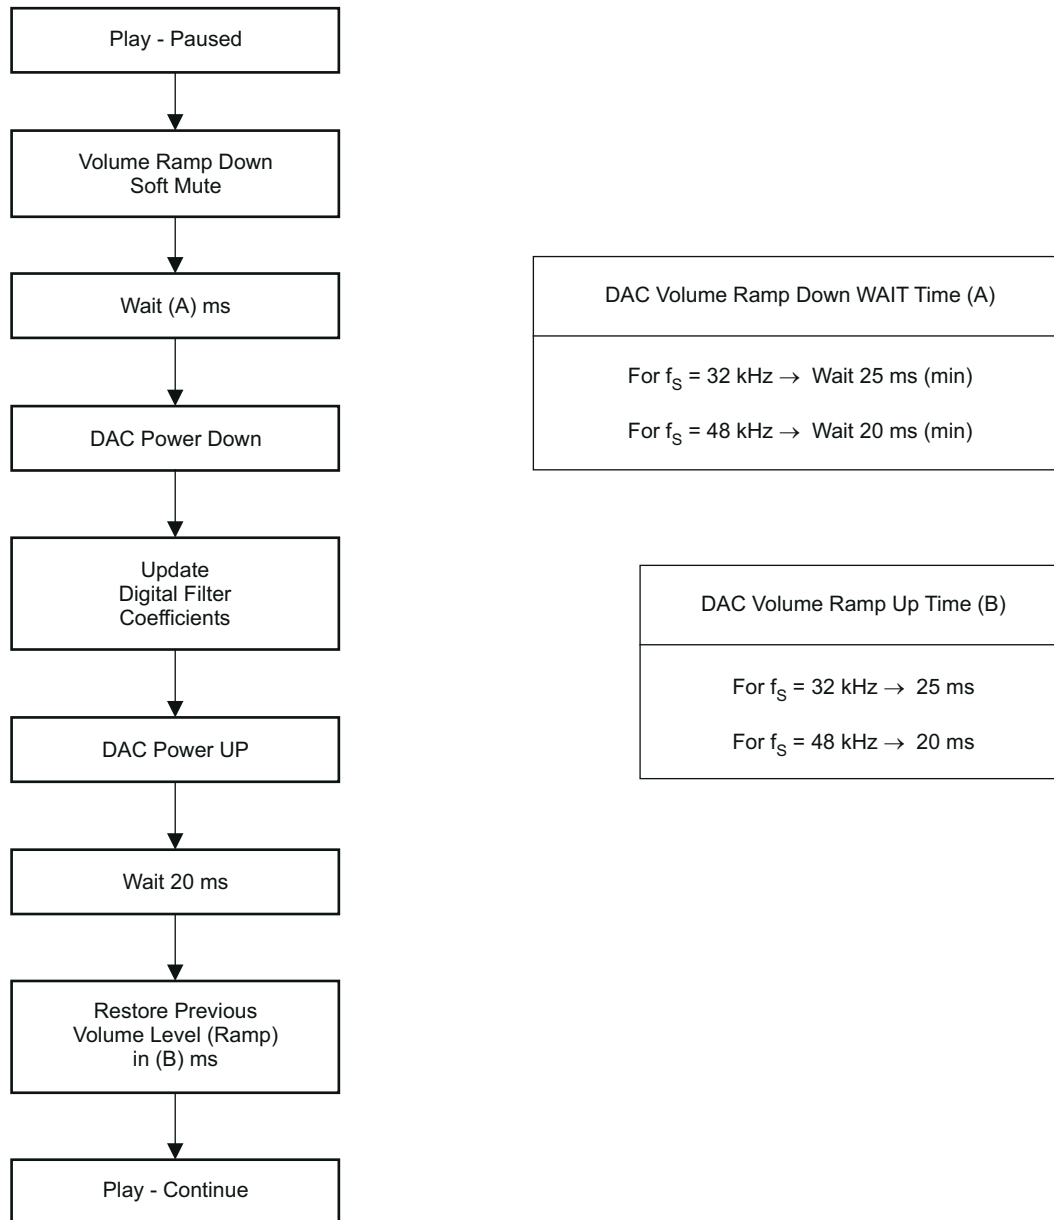 Play - Paused
Volume Ramp Down
Soft Mute
Wait (A) ms
DAC Power Down
Update
Digital Filter
Coefficients
DAC Power UP
Wait 20 ms
Restore Previous
Volume Level (Ramp)
in (B) ms
Play - Continue
DAC Volume Ramp Down WAIT Time (A)
For fS = 32 kHz → Wait 25 ms (min)
For fS = 48 kHz → Wait 20 ms (min)
DAC Volume Ramp Up Time (B)
For fS = 32 kHz → 25 ms
For fS = 48 kHz → 20 ms